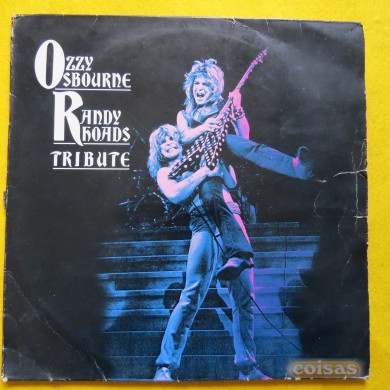 OZZY
OSBOURNE
RANDY
RHOADS
TRIBUTE
coisas